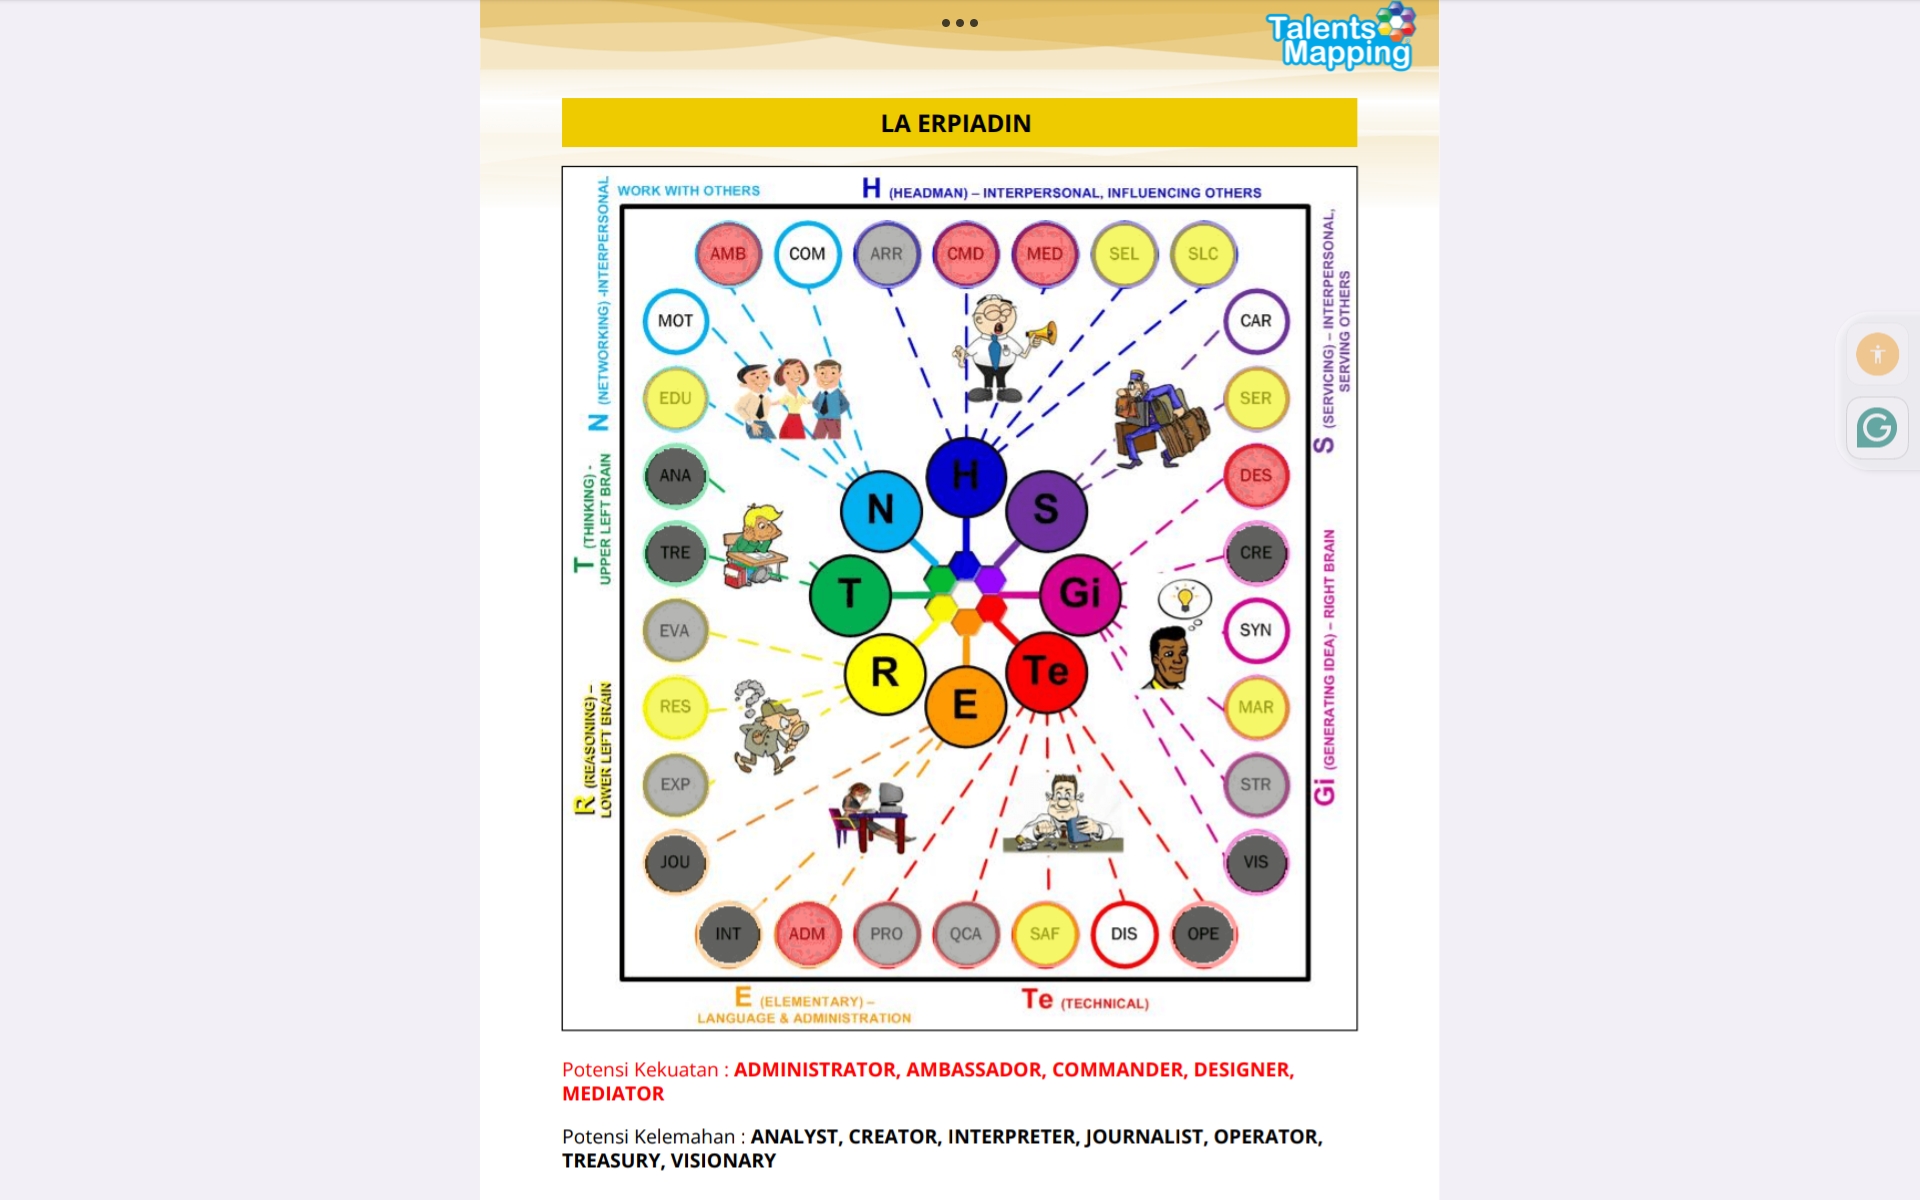 Talents
Mapping
LA ERPIADIN
WORK WITH OTHERS
H (HEADMAN) – INTERPERSONAL, INFLUENCING OTHERS
N (NETWORKING) -INTERPERSONAL
S (SERVICING) – INTERPERSONAL,
SERVING OTHERS
AMB
COM
ARR
CMD
MED
SEL
SLC
MOT
CAR
EDU
SER
ANA
DES
T (THINKING) -
UPPER LEFT BRAIN
H
N
S
TRE
CRE
T
Gi
EVA
SYN
R
Te
E
RES
MAR
Gi (GENERATING IDEA) – RIGHT BRAIN
R (REASONING) –
LOWER LEFT BRAIN
EXP
STR
JOU
VIS
INT
ADM
PRO
QCA
SAF
DIS
OPE
E (ELEMENTARY) –
LANGUAGE & ADMINISTRATION
Te (TECHNICAL)
Potensi Kekuatan : ADMINISTRATOR, AMBASSADOR, COMMANDER, DESIGNER,
MEDIATOR
Potensi Kelemahan : ANALYST, CREATOR, INTERPRETER, JOURNALIST, OPERATOR,
TREASURY, VISIONARY